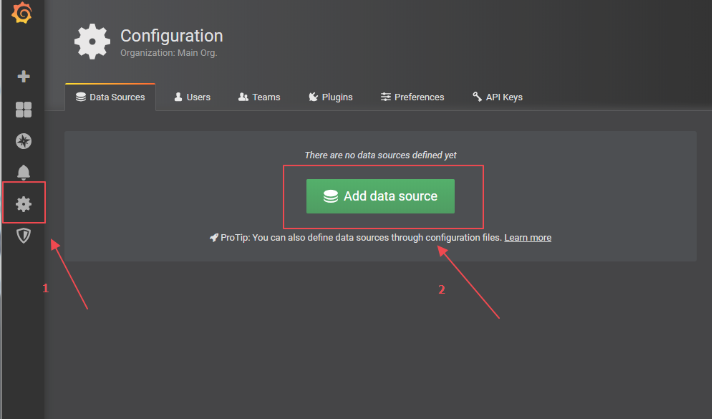 Configuration
Organization: Main Org.
Data Sources Users Teams Plugins Preferences API Keys
There are no data sources defined yet
Add data source
ProTip: You can also define data sources through configuration files. Learn more
1
2